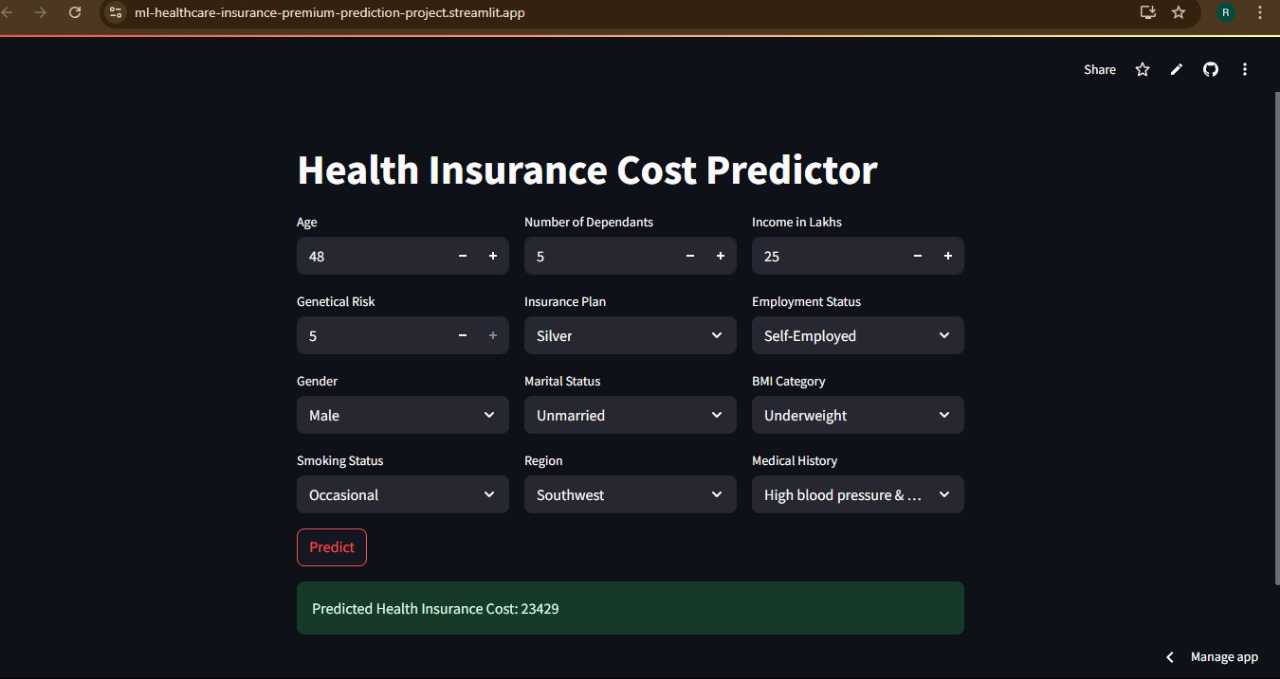 ml-healthcare-insurance-premium-prediction-project.streamlit.app
R
Share
Health Insurance Cost Predictor
Age Number of Dependants Income in Lakhs
48 - + 5 - + 25 - +
Genetical Risk Insurance Plan Employment Status
5 - + Silver Self-Employed
Gender Marital Status BMI Category
Male Unmarried Underweight
Smoking Status Region Medical History
Occasional Southwest High blood pressure & ...
Predict
Predicted Health Insurance Cost: 23429
Manage app